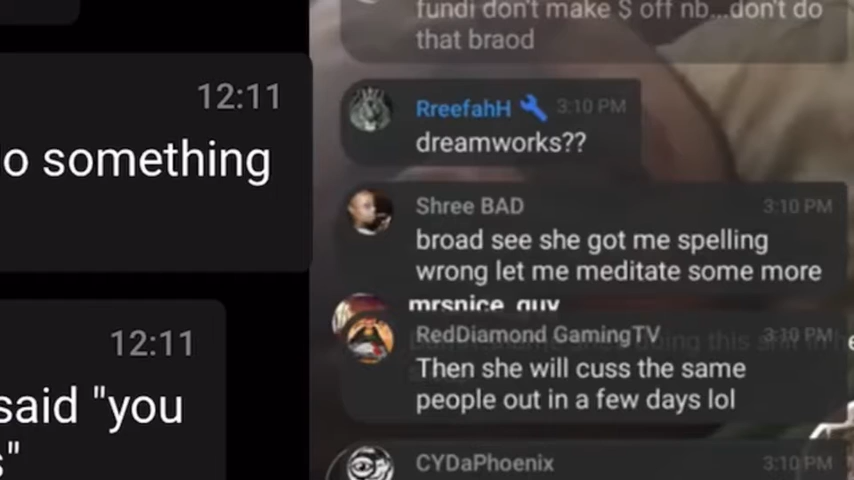 12:11
o something
12:11
said "you
s"
fundi don't make $ off nb...don't do
that braod
RreefahH 3:10 PM
dreamworks??
Shree BAD 3:10 PM
broad see she got me spelling
wrong let me meditate some more
mrsnice_guy
RedDiamond GamingTV 3:10 PM
Then she will cuss the same
people out in a few days lol
CYDaPhoenix 3:10 PM